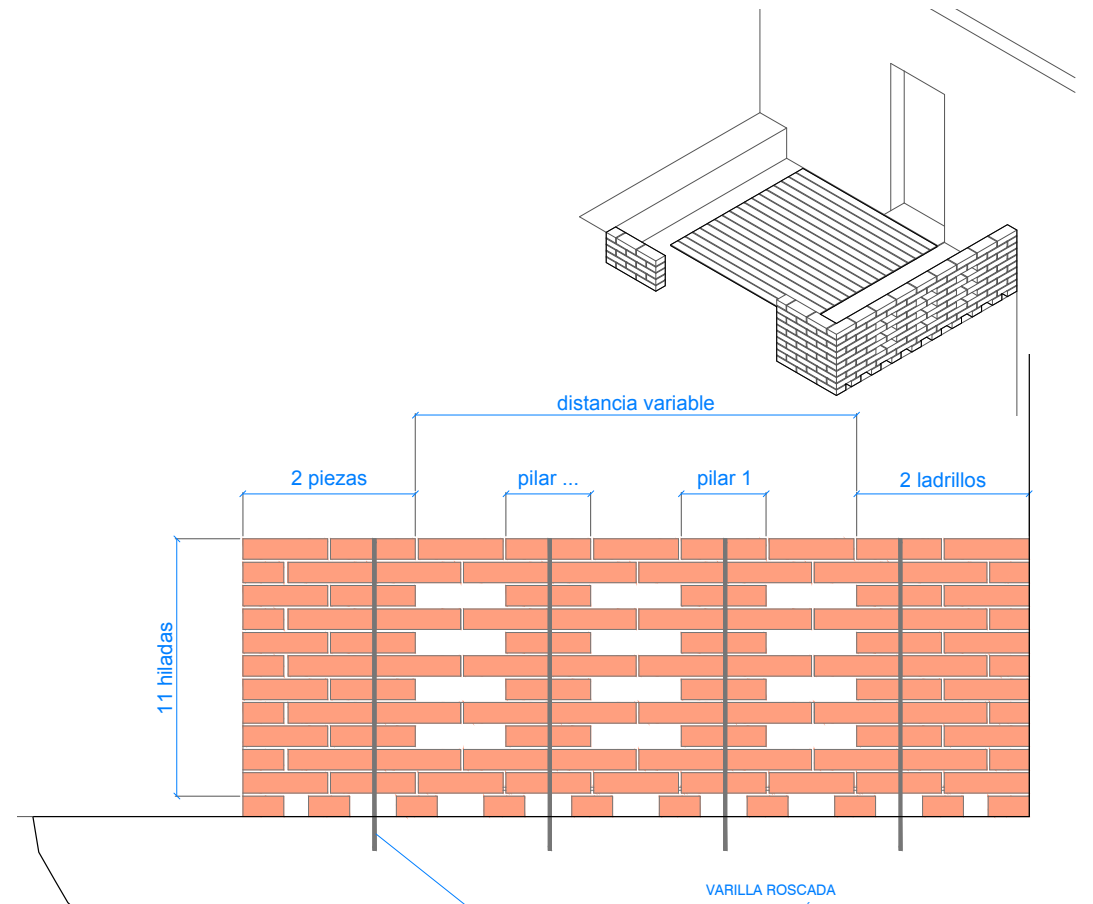 distancia variable
2 piezas
pilar ...
pilar 1
2 ladrillos
11 hiladas
VARILLA ROSCADA